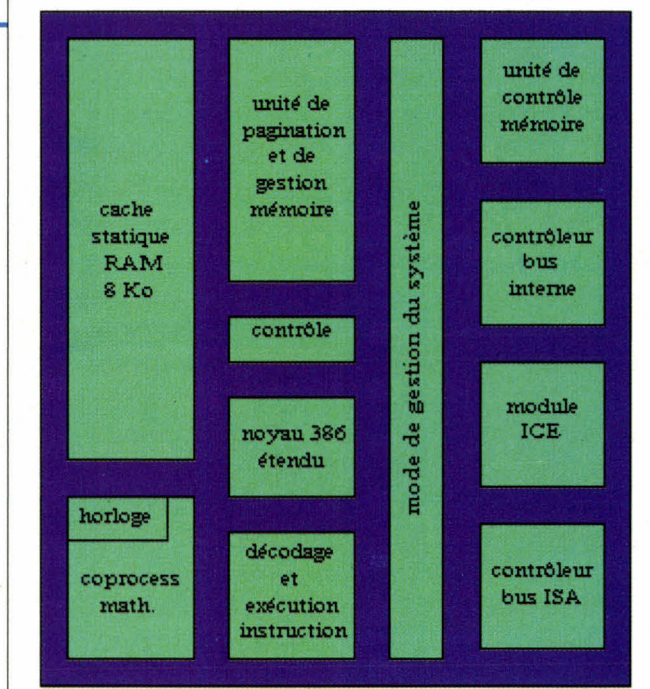 cache
statique
RAM
8 Ko
horloge
coprocess
math.
unité de
pagination
et de
gestion
mémoire
contrôle
noyau 386
étendu
décodage
et
exécution
instruction
mode de gestion du système
unité de
contrôle
mémoire
contrôleur
bus
interne
module
ICE
contrôleur
bus ISA